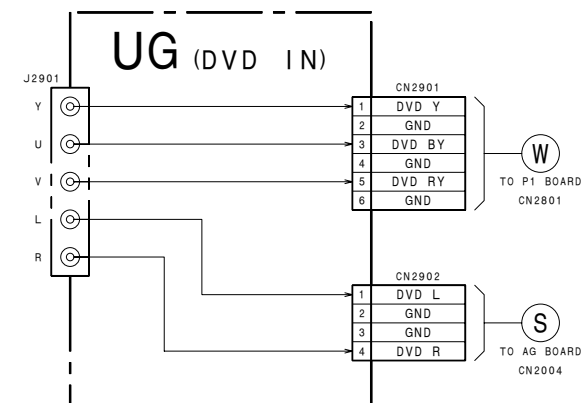 UG (DVD IN)
J2901
Y
U
V
L
R
CN2901
1 DVD Y
2 GND
3 DVD BY
4 GND
5 DVD RY
6 GND
W
TO P1 BOARD
CN2801
CN2902
1 DVD L
2 GND
3 GND
4 DVD R
S
TO AG BOARD
CN2004